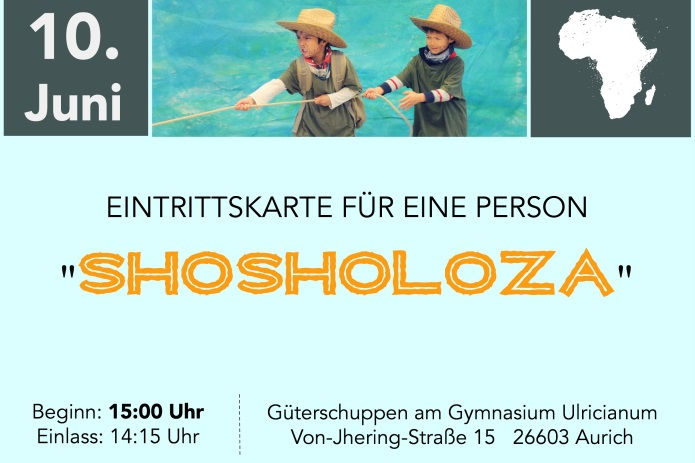 10.
Juni
EINTRITTSKARTE FÜR EINE PERSON
"SHOSHOLOZA"
Beginn: 15:00 Uhr
Einlass: 14:15 Uhr
Güterschuppen am Gymnasium Ulricianum
Von-Jhering-Straße 15 26603 Aurich